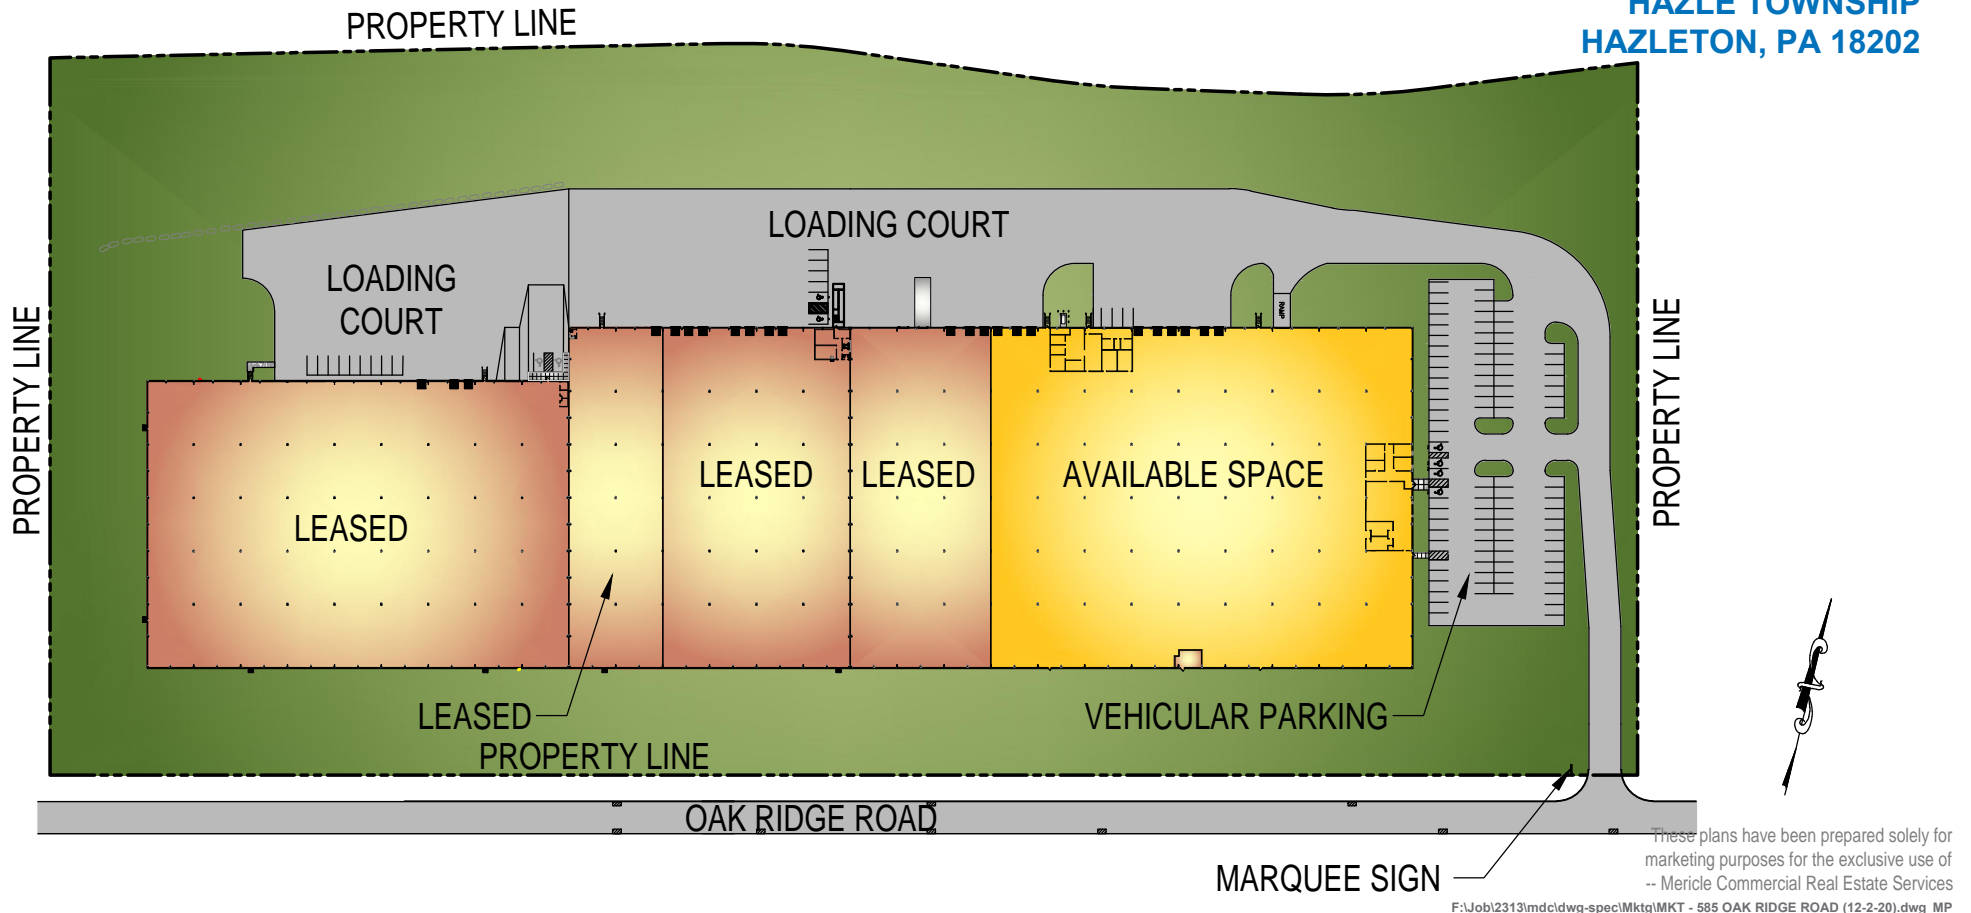 HAZLE TOWNSHIP
HAZLETON, PA 18202
PROPERTY LINE
LOADING COURT
LOADING
COURT
RAMP
PROPERTY LINE
PROPERTY LINE
LEASED
LEASED
LEASED
AVAILABLE SPACE
LEASED
VEHICULAR PARKING
PROPERTY LINE
OAK RIDGE ROAD
MARQUEE SIGN
These plans have been prepared solely for
marketing purposes for the exclusive use of
-- Mericle Commercial Real Estate Services
F:\Job\2313\mdc\dwg-spec\Mktg\MKT - 585 OAK RIDGE ROAD (12-2-20).dwg MP